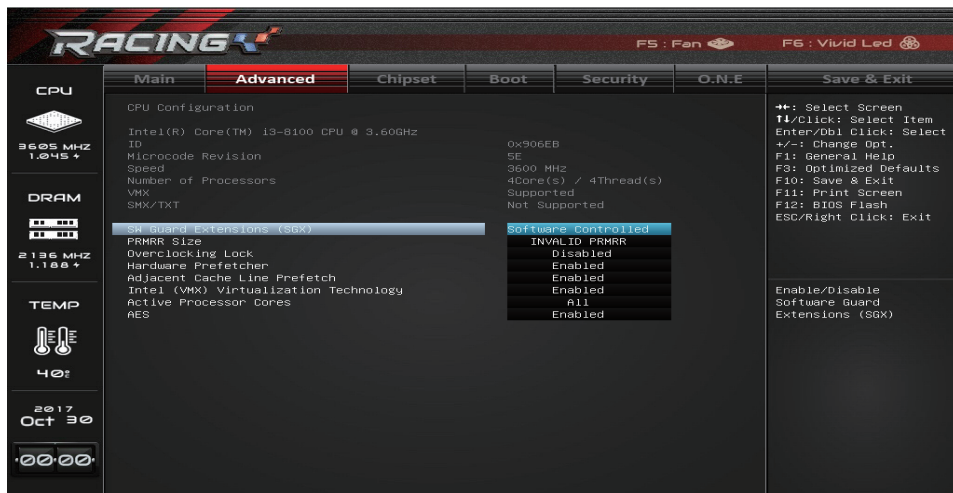 RACING
F5 : Fan
F6 : Vivid Led
Main
Advanced
Chipset
Boot
Security
O.N.E
Save & Exit
CPU
3605 MHZ
1.045 +
DRAM
2136 MHZ
1.188 +
TEMP
40℃
2017
Oct 30
00:00
CPU Configuration
Intel(R) Core(TM) i3-8100 CPU @ 3.60GHz
ID 0x906EB
Microcode Revision 5E
Speed 3600 MHz
Number of Processors 4Core(s) / 4Thread(s)
VMX Supported
SMX/TXT Not Supported
SW Guard Extensions (SGX) Software Controlled
PRMRR Size INVALID PRMRR
Overclocking Lock Disabled
Hardware Prefetcher Enabled
Adjacent Cache Line Prefetch Enabled
Intel (VMX) Virtualization Technology Enabled
Active Processor Cores All
AES Enabled
→←: Select Screen
↑↓/Click: Select Item
Enter/Dbl Click: Select
+/-: Change Opt.
F1: General Help
F3: Optimized Defaults
F10: Save & Exit
F11: Print Screen
F12: BIOS Flash
ESC/Right Click: Exit
Enable/Disable
Software Guard
Extensions (SGX)